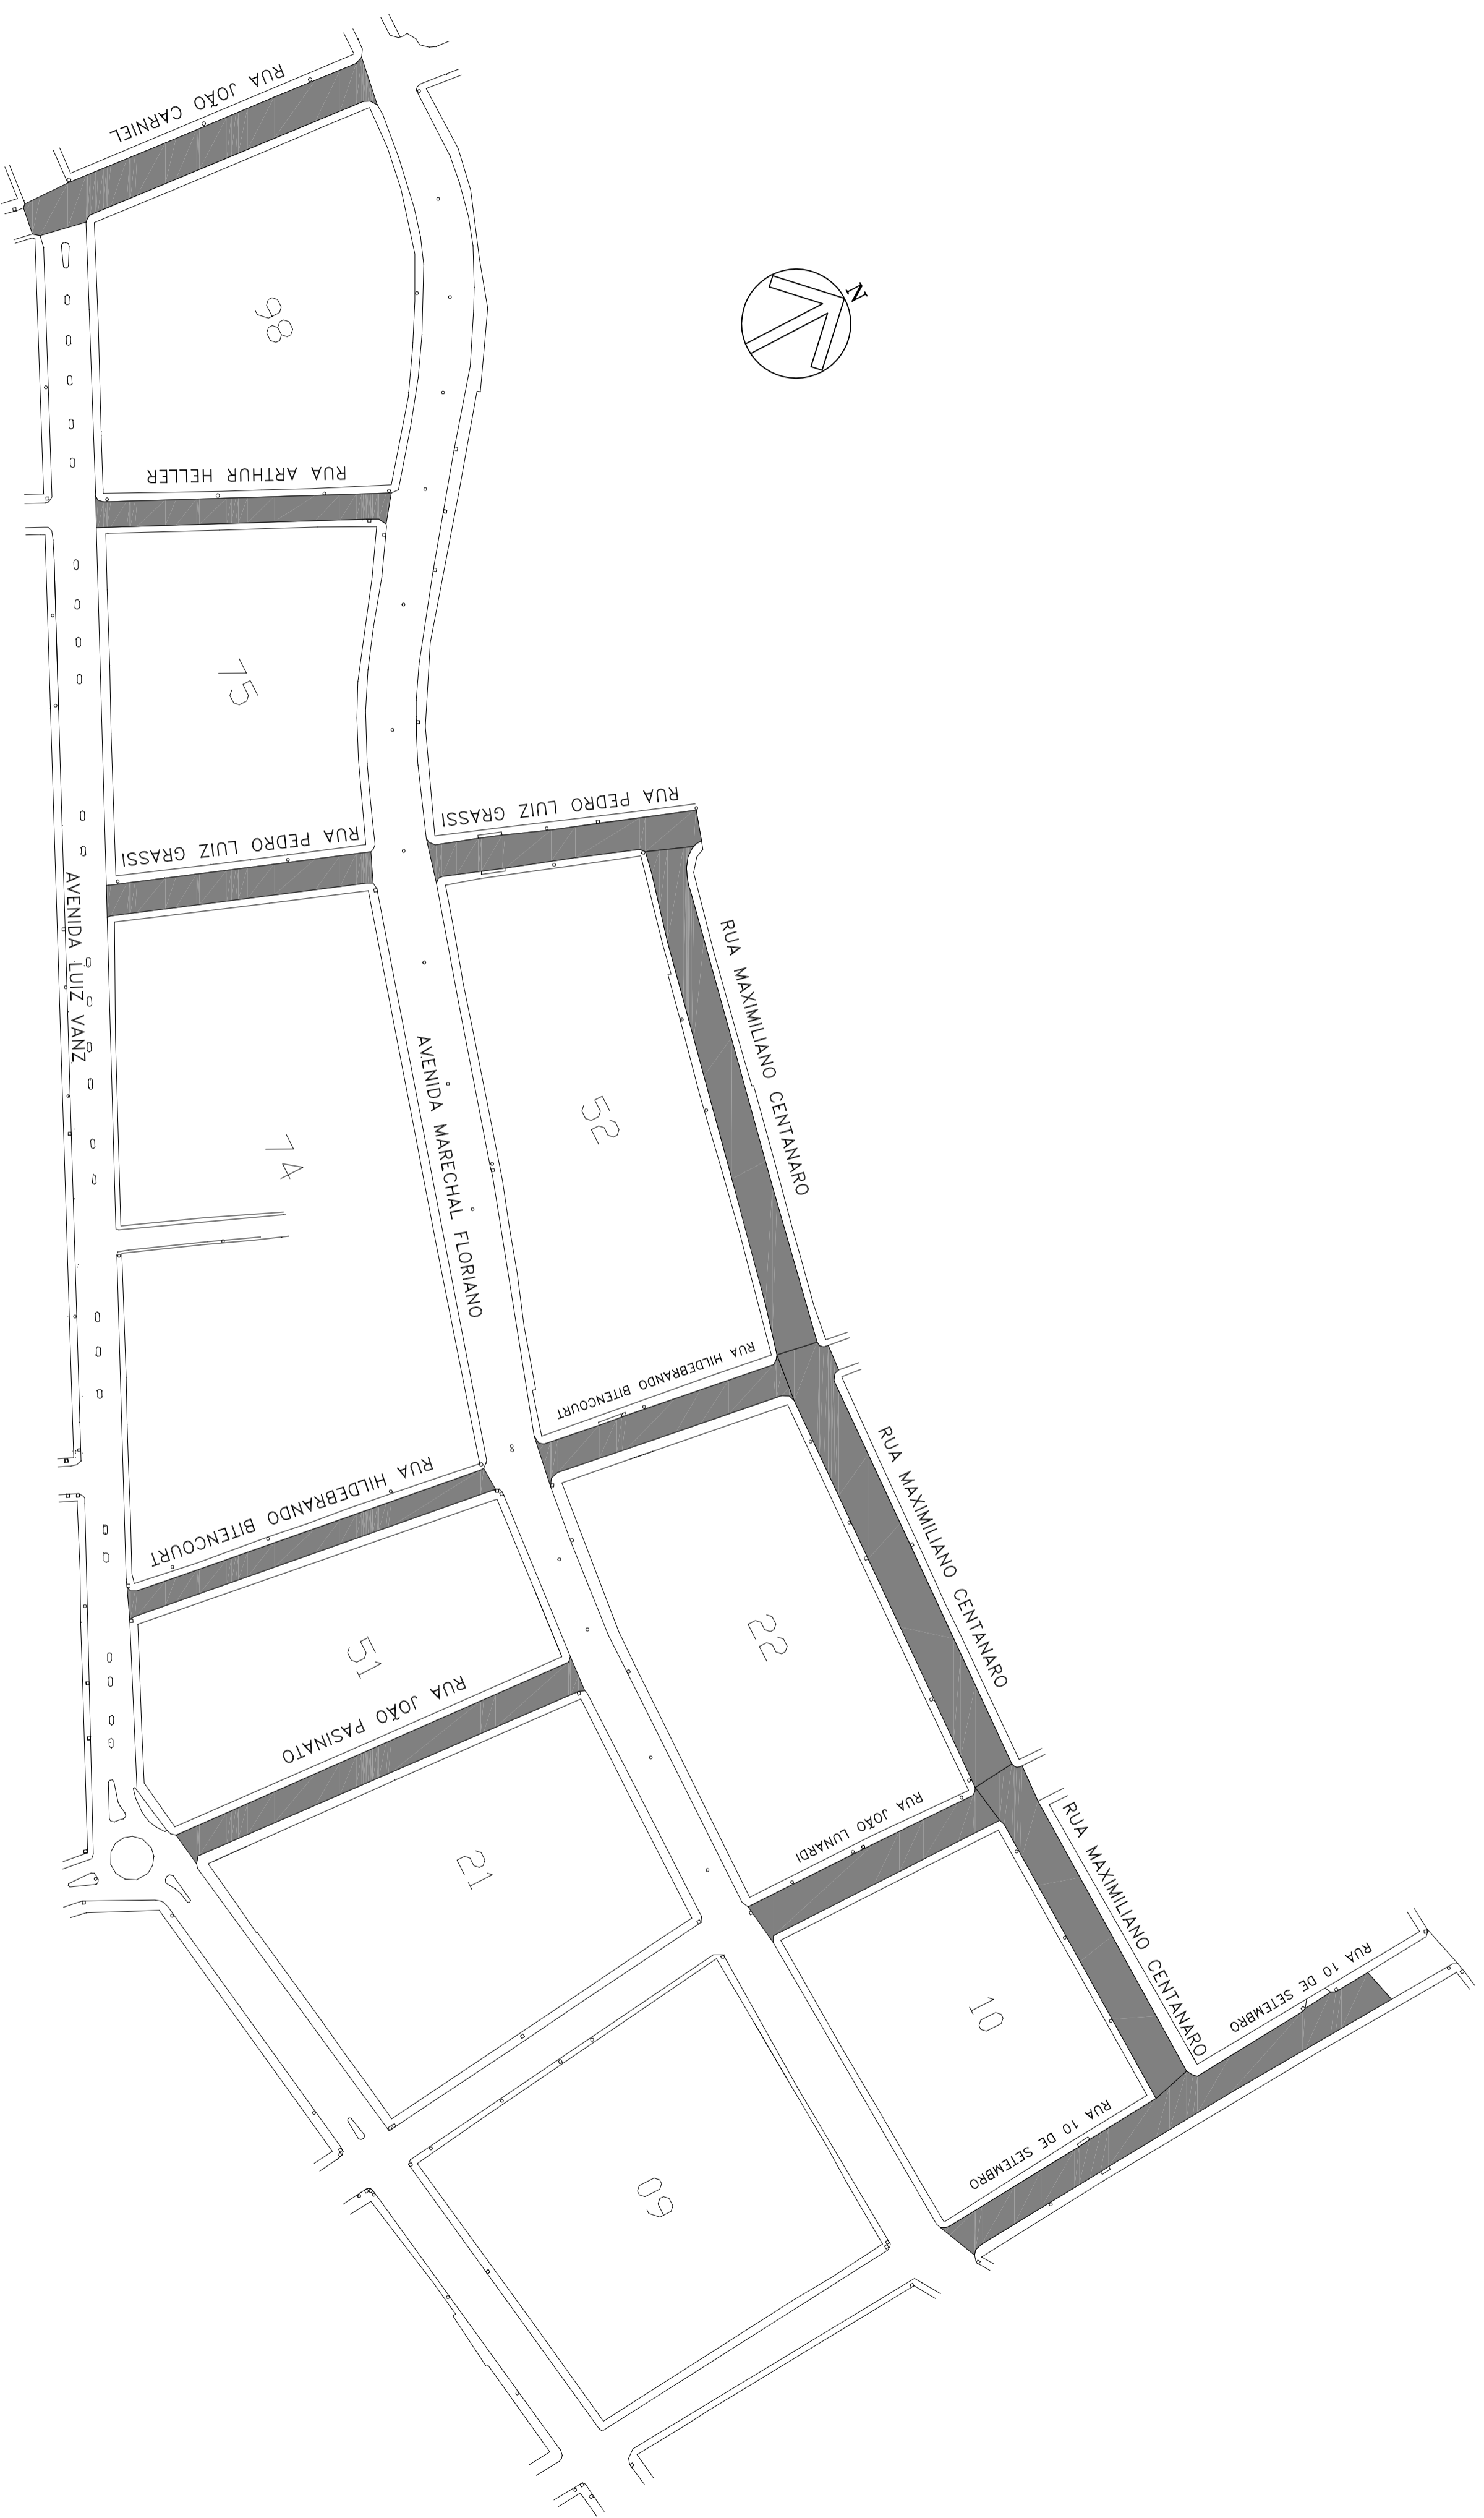 RUA JOÃO CARNIEL
98
N
RUA ARTHUR HELLER
75
RUA PEDRO LUIZ GRASSI
RUA PEDRO LUIZ GRASSI
AVENIDA LUIZ VANZ
RUA MAXIMILIANO CENTANARO
AVENIDA MARECHAL FLORIANO
52
74
RUA HILDEBRANDO BITENCOURT
RUA HILDEBRANDO BITENCOURT
RUA MAXIMILIANO CENTANARO
51
22
RUA JOÃO PASINATO
RUA JOÃO LUNARDI
RUA MAXIMILIANO CENTANARO
21
10
RUA 10 DE SETEMBRO
RUA 10 DE SETEMBRO
09